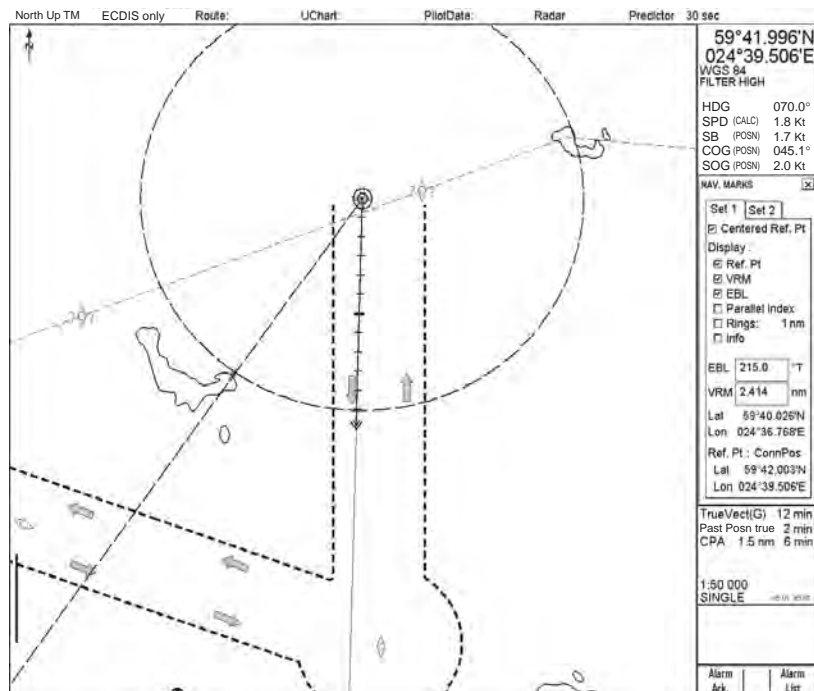 North Up TM ECDIS only Route: UChart: PilotDate: Radar Predictor 30 sec
59°41.996'N
024°39.506'E
WGS 84
FILTER HIGH
HDG 070.0°
SPD (CALC) 1.8 Kt
SB (POSN) 1.7 Kt
COG (POSN) 045.1°
SOG (POSN) 2.0 Kt
NAV. MARKS
Set 1 Set 2
Centered Ref. Pt
Display:
Ref. Pt
VRM
EBL
Parallel Index
Rings: 1 nm
Info
EBL 215.0 °T
VRM 2.414 nm
Lat 59°40.026'N
Lon 024°36.768'E
Ref. Pt : ConnPos
Lat 59°42.003'N
Lon 024°39.506'E
TrueVect(G) 12 min
Past Posn true 2 min
CPA 1.5 nm 6 min
1:50 000
SINGLE
Alarm Alarm
Ack. List